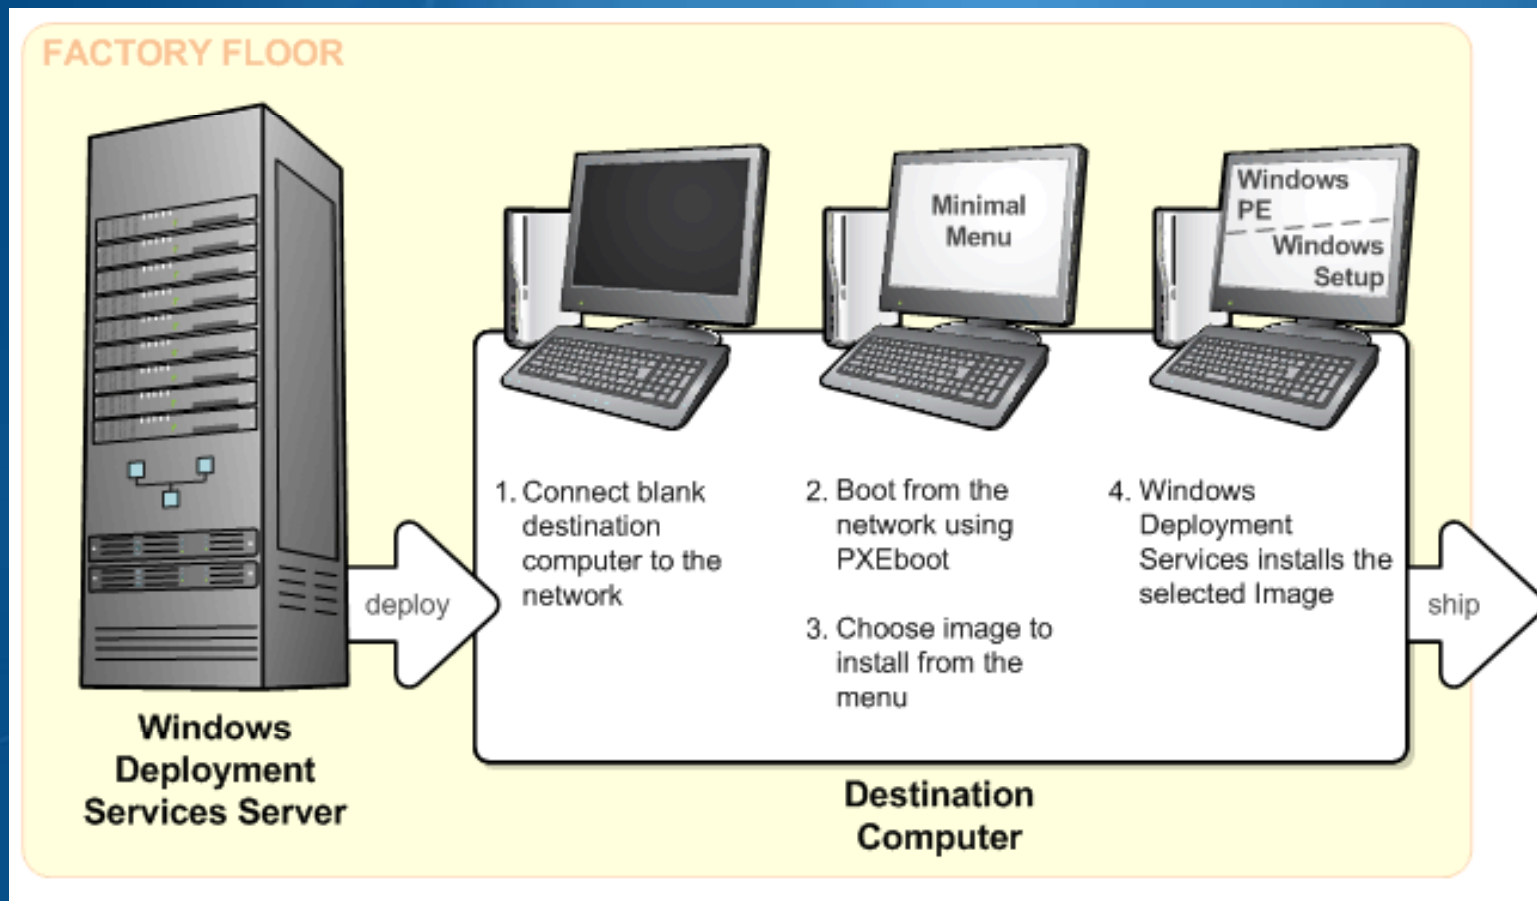 FACTORY FLOOR
Minimal
Menu
Windows
PE
Windows
Setup
1. Connect blank
destination
computer to the
network
2. Boot from the
network using
PXEboot
3. Choose image to
install from the
menu
4. Windows
Deployment
Services installs the
selected Image
deploy
ship
Windows
Deployment
Services Server
Destination
Computer